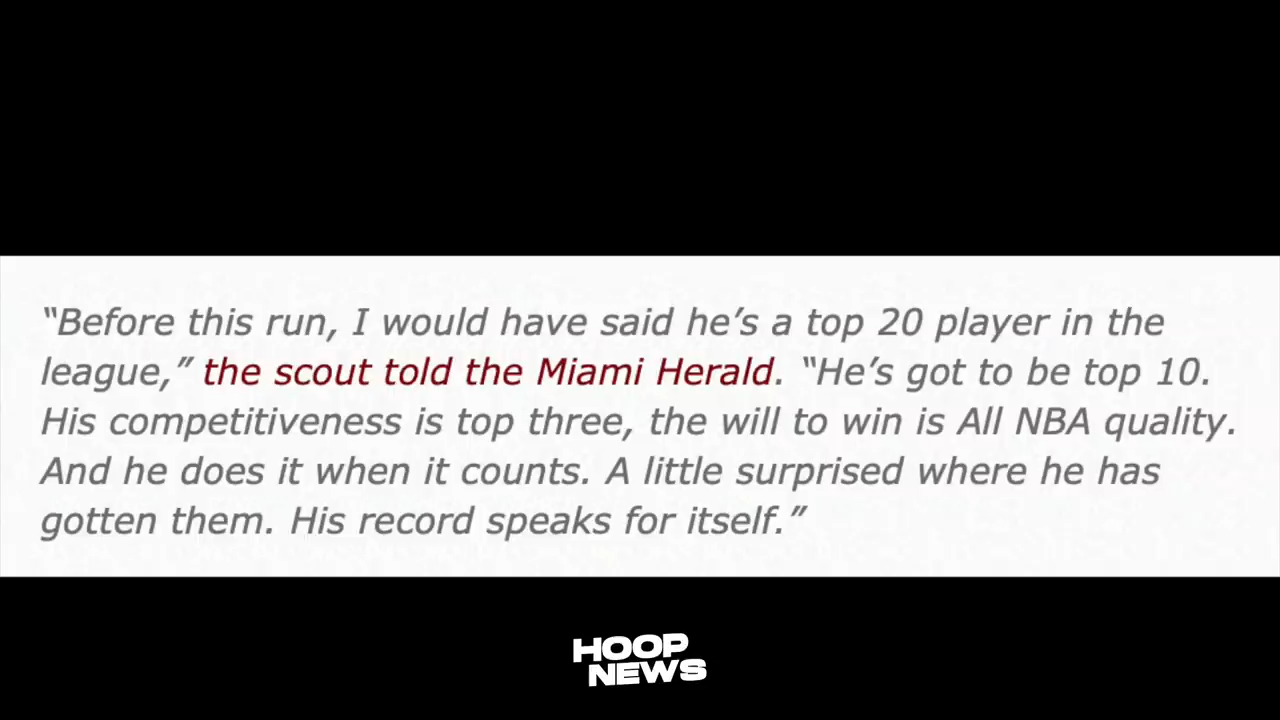 “Before this run, I would have said he’s a top 20 player in the
league,” the scout told the Miami Herald. “He’s got to be top 10.
His competitiveness is top three, the will to win is All NBA quality.
And he does it when it counts. A little surprised where he has
gotten them. His record speaks for itself.”
HOOP
NEWS